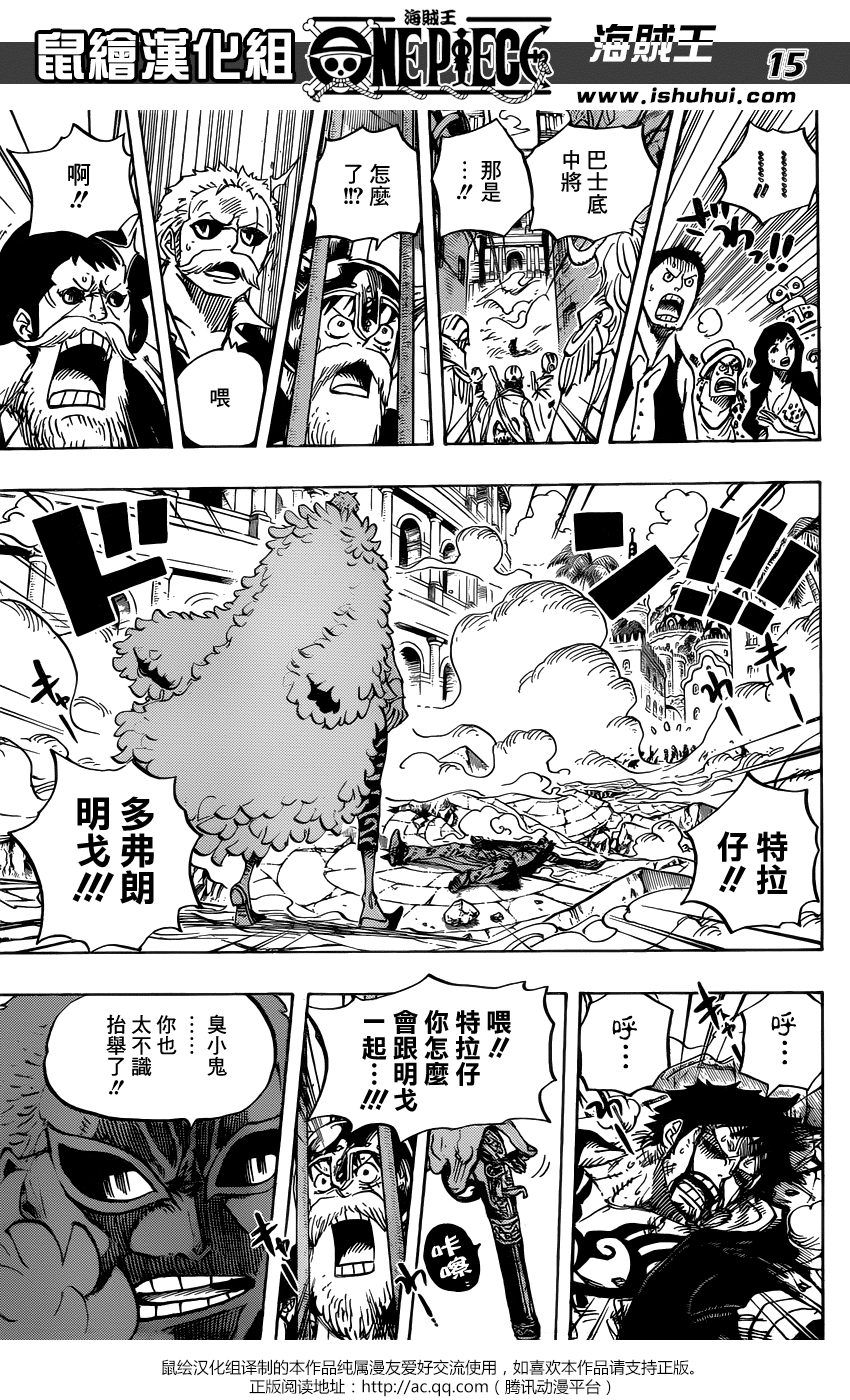 鼠繪漢化組
海賊王
ONE PIECE
海賊王
www.ishuhui.com
15
…………!!
ざわっ!!
巴士底
中將
那是
…!!
怎麼
了!!?
喂
啊!!
ドン!!!!
キャー
わー
キャー
特拉
仔!!
多弗朗
明戈!!!
呼…
呼…
咔嚓
喂!!
特拉仔
你怎麼
會跟明戈
一起…!!!
臭小鬼
……
你也
太不識
抬舉了!!
鼠绘汉化组译制的本作品纯属漫友爱好交流使用，如喜欢本作品请支持正版。
正版阅读地址：http://ac.qq.com（腾讯动漫平台）